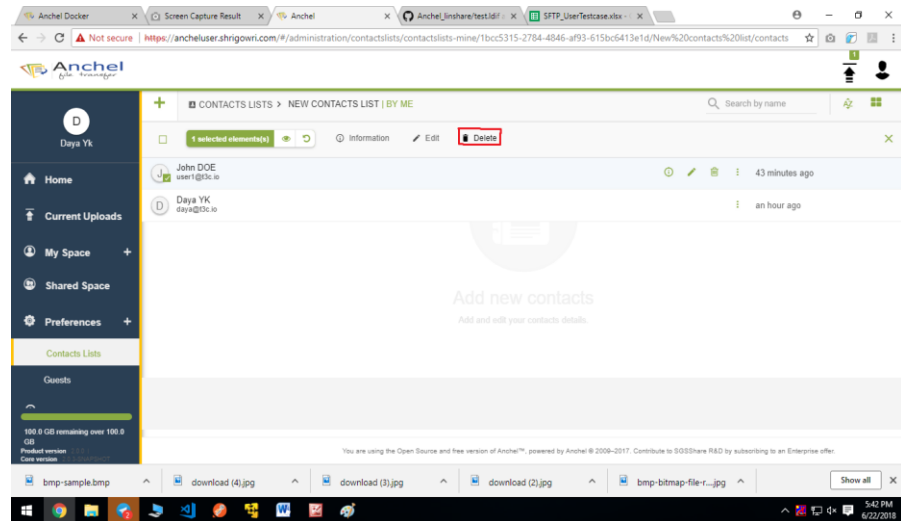 Anchel Docker
Screen Capture Result
Anchel
Anchel_linshare/test.ldif
SFTP_UserTestcase.xlsx -
Not secure | https://ancheluser.shrigowri.com/#/administration/contactslists/contactslists-mine/1bcc5315-2784-4846-af93-615bc6413e1d/New%20contacts%20list/contacts
Anchel
file transfer
1
D
Daya Yk
Home
Current Uploads
My Space +
Shared Space
Preferences +
Contacts Lists
Guests
100.0 GB remaining over 100.0
GB
Product version
Core version
CONTACTS LISTS > NEW CONTACTS LIST | BY ME
Search by name
1 selected elements(s)
Information
Edit
Delete
J
John DOE
user1@t3c.io
43 minutes ago
D
Daya YK
daya@t3c.io
an hour ago
Add new contacts
Add and edit your contacts details.
You are using the Open Source and free version of Anchel™, powered by Anchel © 2009–2017. Contribute to SGSShare R&D by subscribing to an Enterprise offer.
bmp-sample.bmp
download (4).jpg
download (3).jpg
download (2).jpg
bmp-bitmap-file-r....jpg
Show all
5:42 PM
6/22/2018